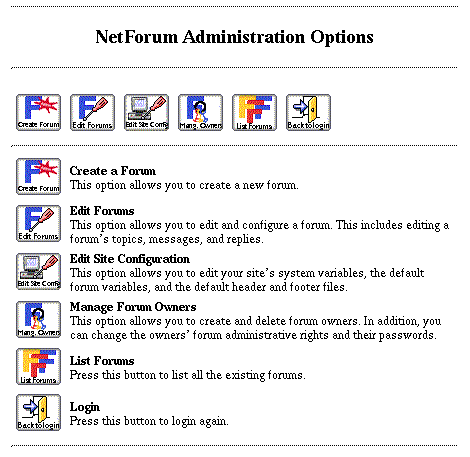 NetForum Administration Options
Create Forum Edit Forums Edit Site Config Mang. Owners List Forums Back to login
Create Forum
Create a Forum
This option allows you to create a new forum.
Edit Forums
Edit Forums
This option allows you to edit and configure a forum. This includes editing a
forum's topics, messages, and replies.
Edit Site Config
Edit Site Configuration
This option allows you to edit your site's system variables, the default
forum variables, and the default header and footer files.
Mang. Owners
Manage Forum Owners
This option allows you to create and delete forum owners. In addition, you
can change the owners' forum administrative rights and their passwords.
List Forums
List Forums
Press this button to list all the existing forums.
Back to login
Login
Press this button to login again.